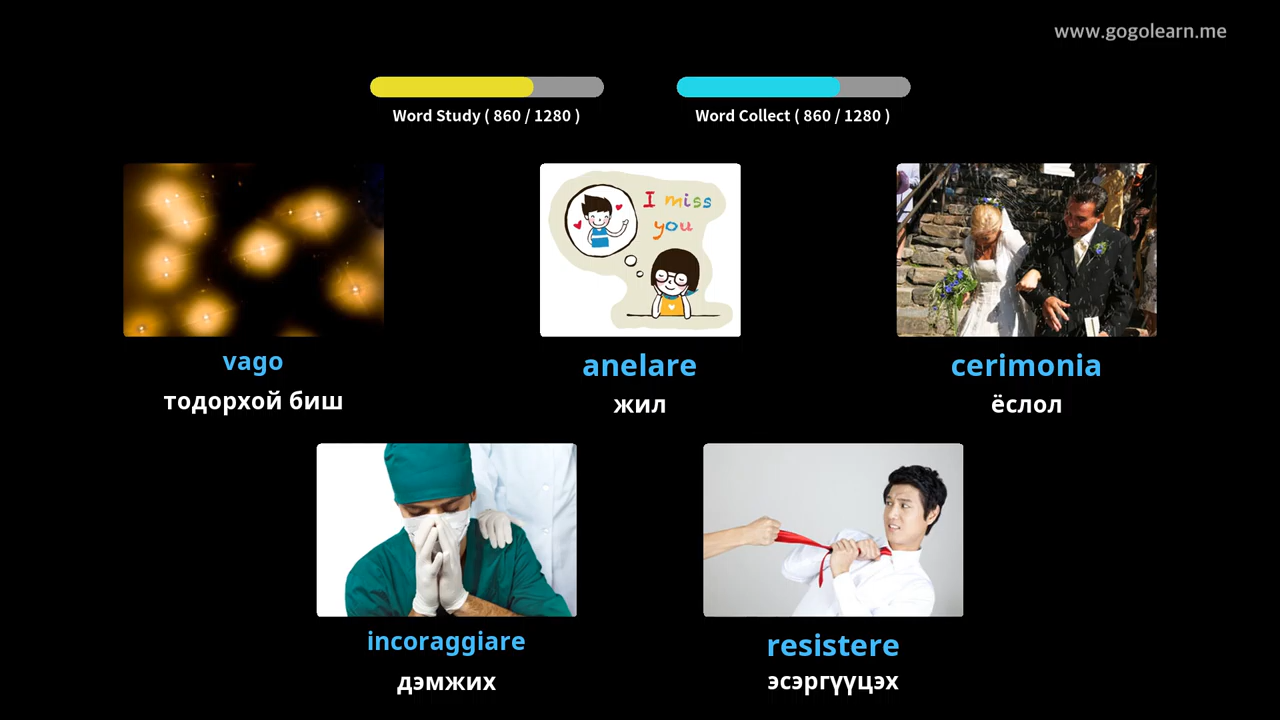 www.gogolearn.me
Word Study ( 860 / 1280 )
Word Collect ( 860 / 1280 )
I miss
you
vago
тодорхой биш
anelare
жил
cerimonia
ёслол
incoraggiare
дэмжих
resistere
эсэргүүцэх